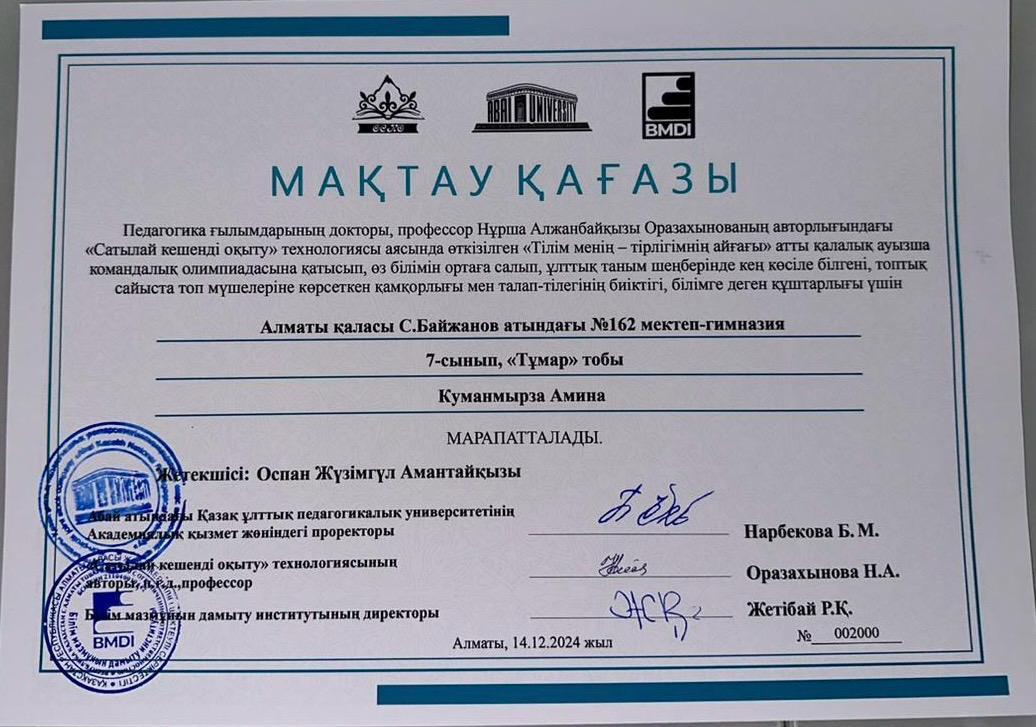 ABAI UNIVERSITY
BMDI
МАҚТАУ ҚАҒАЗЫ
Педагогика ғылымдарының докторы, профессор Нұрша Алжанбайқызы Оразахынованың авторлығындағы
«Сатылай кешенді оқыту» технологиясы аясында өткізілген «Тілім менің – тірлігімнің айғағы» атты қалалық ауызша
командалық олимпиадасына қатысып, өз білімін ортаға салып, ұлттық таным шеңберінде кең көсіле білгені, топтық
сайыста топ мүшелеріне көрсеткен қамқорлығы мен талап-тілегінің биіктігі, білімге деген құштарлығы үшін
Алматы қаласы С.Байжанов атындағы №162 мектеп-гимназия
7-сынып, «Тұмар» тобы
Куанмырза Амина
МАРАПАТТАЛАДЫ.
Жетекшісі: Оспан Жүзімгүл Амантайқызы
Абай атындағы Қазақ ұлттық педагогикалық университетінің
Академиялық қызмет жөніндегі проректоры
Нарбекова Б. М.
«Сатылай кешенді оқыту» технологиясының
авторы, п.ғ.д.,профессор
Оразахынова Н.А.
Білім мазмұнын дамыту институтының директоры
Жетібай Р.Қ.
№ 002000
Алматы, 14.12.2024 жыл
BMDI